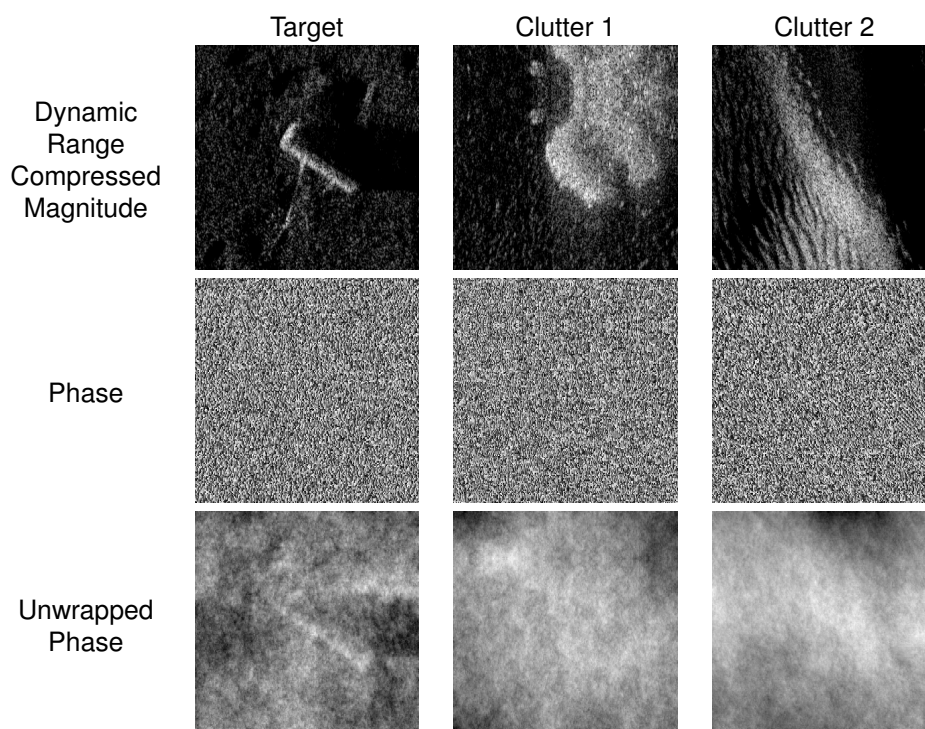 Target
Clutter 1
Clutter 2
Dynamic
Range
Compressed
Magnitude
Phase
Unwrapped
Phase